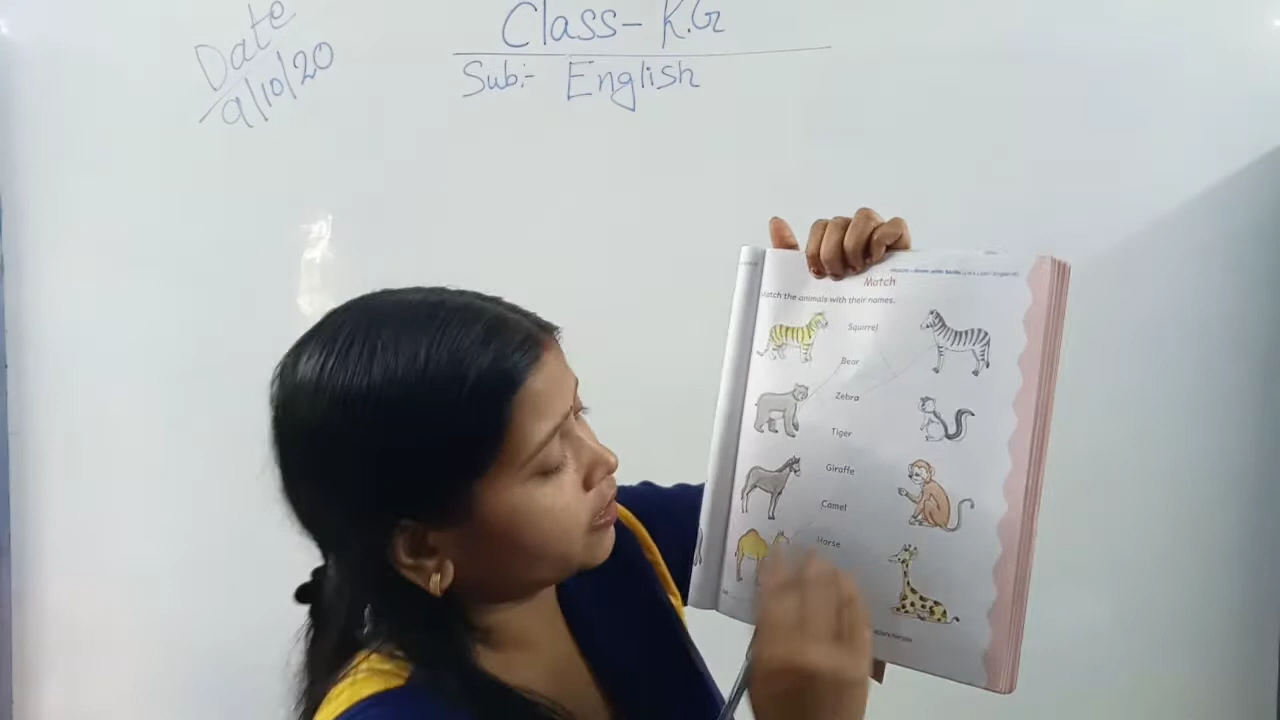 Date
9/10/20
Class- K.G
Sub:- English
Match
Match the animals with their names.
Squirrel
Bear
Zebra
Tiger
Giraffe
Camel
Horse